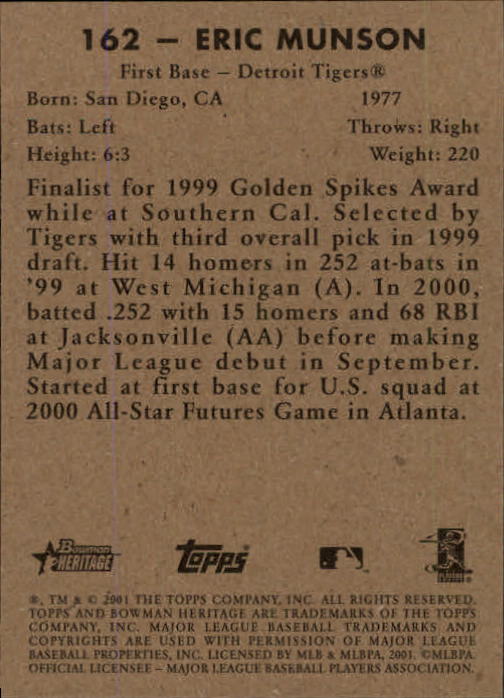 162 – ERIC MUNSON
First Base – Detroit Tigers®
Born: San Diego, CA 1977
Bats: Left Throws: Right
Height: 6:3 Weight: 220
Finalist for 1999 Golden Spikes Award
while at Southern Cal. Selected by
Tigers with third overall pick in 1999
draft. Hit 14 homers in 252 at-bats in
'99 at West Michigan (A). In 2000,
batted .252 with 15 homers and 68 RBI
at Jacksonville (AA) before making
Major League debut in September.
Started at first base for U.S. squad at
2000 All-Star Futures Game in Atlanta.
Bowman
HERITAGE
TOPPS
®, TM & © 2001 THE TOPPS COMPANY, INC. ALL RIGHTS RESERVED.
TOPPS AND BOWMAN HERITAGE ARE TRADEMARKS OF THE TOPPS
COMPANY, INC. MAJOR LEAGUE BASEBALL TRADEMARKS AND
COPYRIGHTS ARE USED WITH PERMISSION OF MAJOR LEAGUE
BASEBALL PROPERTIES, INC. LICENSED BY MLB & MLBPA, 2001. ©MLBPA
OFFICIAL LICENSEE – MAJOR LEAGUE BASEBALL PLAYERS ASSOCIATION.